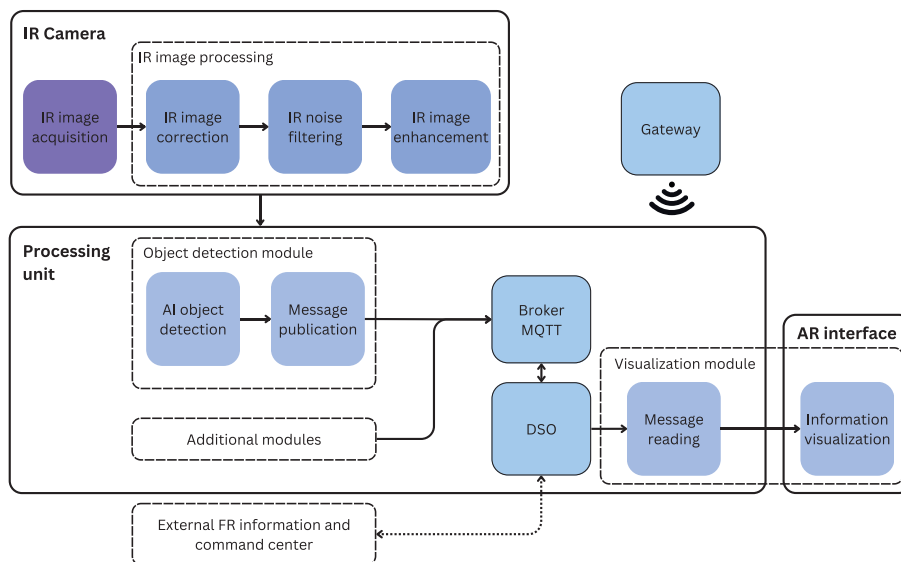 IR Camera
IR image processing
IR image
acquisition
IR image
correction
IR noise
filtering
IR image
enhancement
Gateway
Processing
unit
Object detection module
AI object
detection
Message
publication
Broker
MQTT
AR interface
Visualization module
Additional modules
DSO
Message
reading
Information
visualization
External FR information and
command center